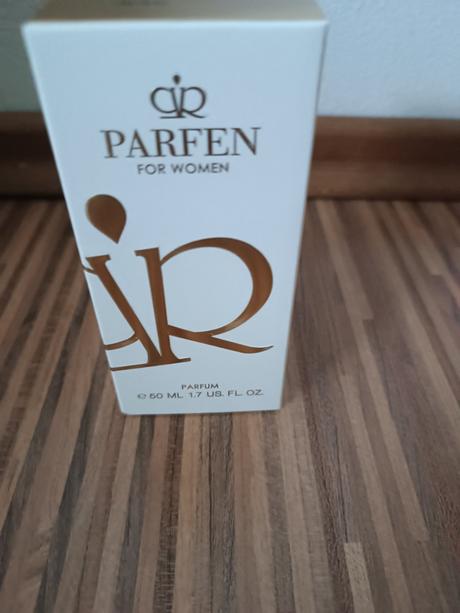 PARFEN
FOR WOMEN
PARFUM
℮ 50 ML 1.7 US. FL. OZ.